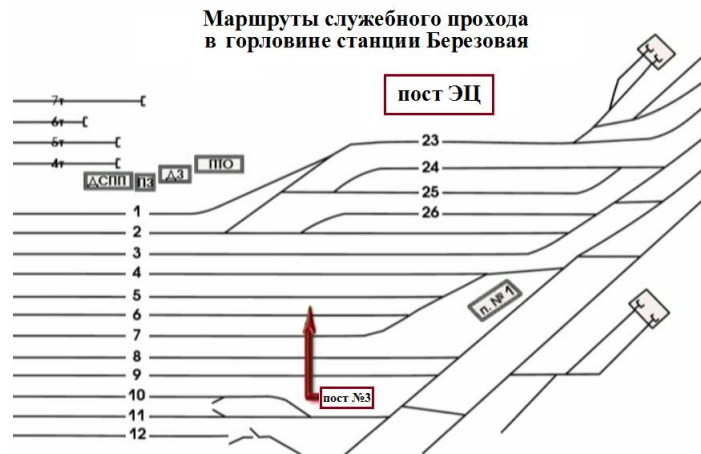 Маршруты служебного прохода
в горловине станции Березовая
пост ЭЦ
7т
6т
5т
4т
ДСПП
ПЗ
ДЗ
ПТО
23
24
25
26
1
2
3
4
5
6
7
8
9
10
11
12
п. № 1
пост №3